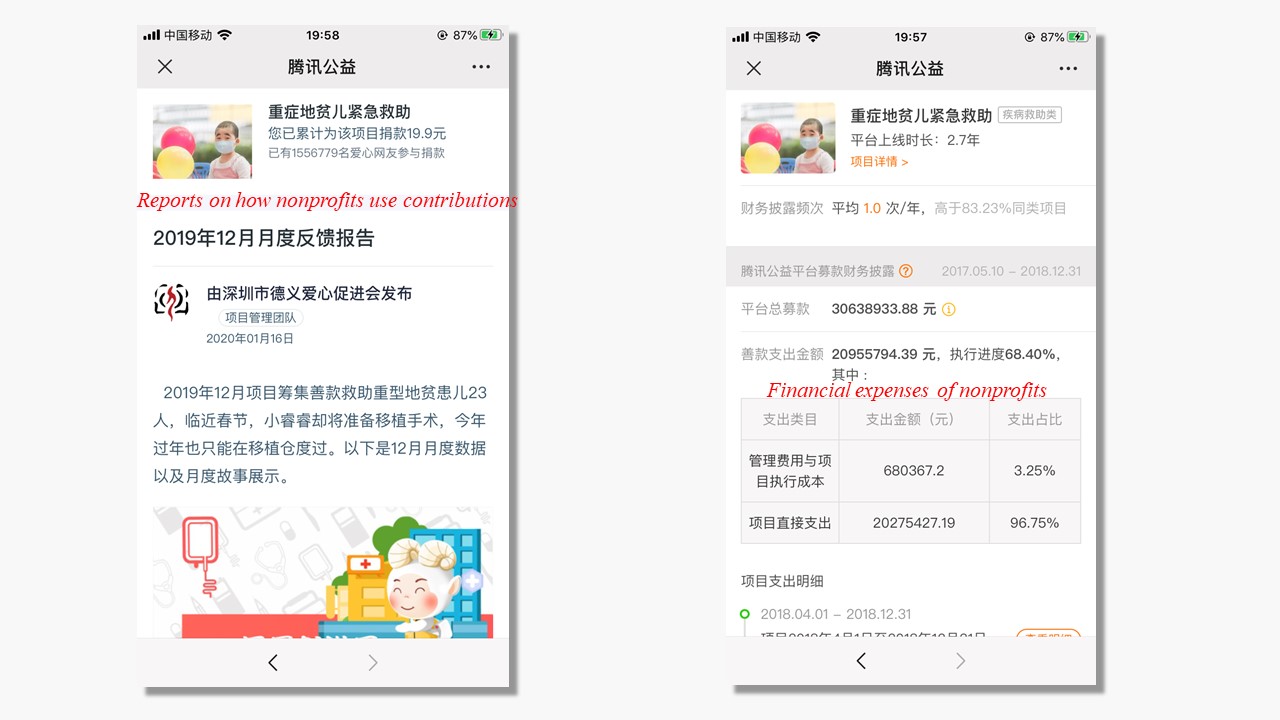 中国移动
19:58
87%
腾讯公益
重症地贫儿紧急救助
您已累计为该项目捐款19.9元
已有1556779名爱心网友参与捐款
Reports on how nonprofits use contributions
2019年12月月度反馈报告
由深圳市德义爱心促进会发布
项目管理团队
2020年01月16日
2019年12月项目筹集善款救助重型地贫患儿23
人，临近春节，小睿睿却将准备移植手术，今年
过年也只能在移植仓度过。以下是12月月度数据
以及月度故事展示。
中国移动
19:57
87%
腾讯公益
重症地贫儿紧急救助 疾病救助类
平台上线时长：2.7年
项目详情 >
财务披露频次 平均 1.0 次/年，高于83.23%同类项目
腾讯公益平台募款财务披露 ? 2017.05.10 – 2018.12.31
平台总募款 30638933.88 元
善款支出金额 20955794.39 元，执行进度68.40%，
其中：
Financial expenses of nonprofits
支出类目 支出金额（元） 支出占比
管理费用与项
目执行成本 680367.2 3.25%
项目直接支出 20275427.19 96.75%
项目支出明细
2018.04.01 – 2018.12.31